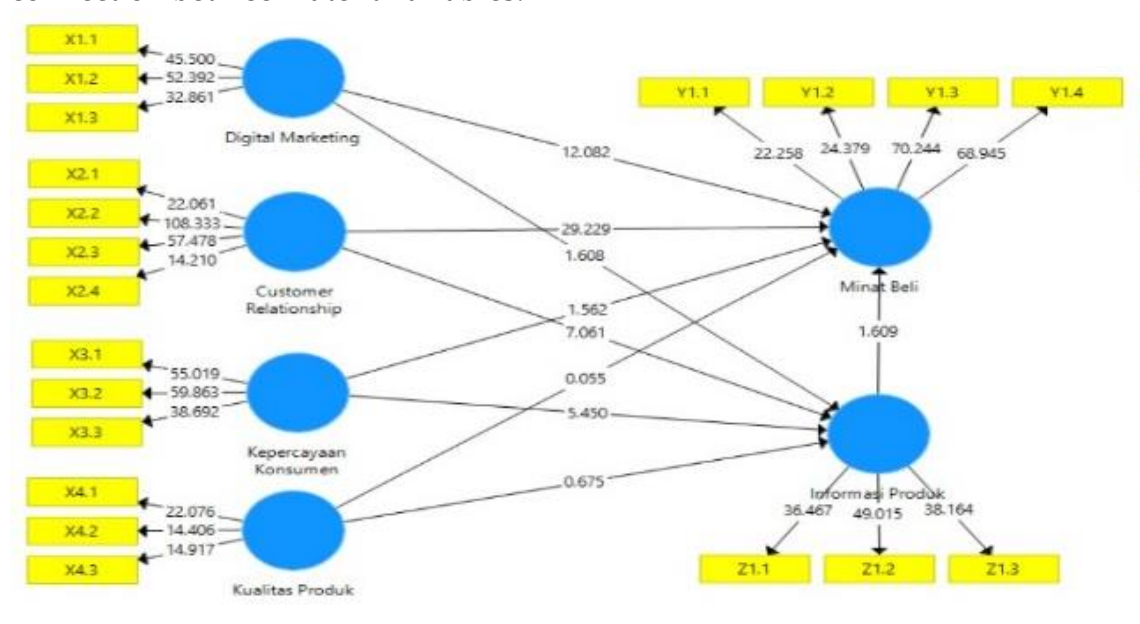 X1.1
X1.2
X1.3
45.500
52.392
32.861
Digital Marketing
X2.1
X2.2
X2.3
X2.4
22.061
108.333
57.478
14.210
Customer
Relationship
X3.1
X3.2
X3.3
55.019
59.863
38.692
Kepercayaan
Konsumen
X4.1
X4.2
X4.3
22.076
14.406
14.917
Kualitas Produk
12.082
29.229
1.608
1.562
7.061
0.055
5.450
0.675
Y1.1
Y1.2
Y1.3
Y1.4
22.258
24.379
70.244
68.945
Minat Beli
1.609
Informasi Produk
36.467
49.015
38.164
Z1.1
Z1.2
Z1.3